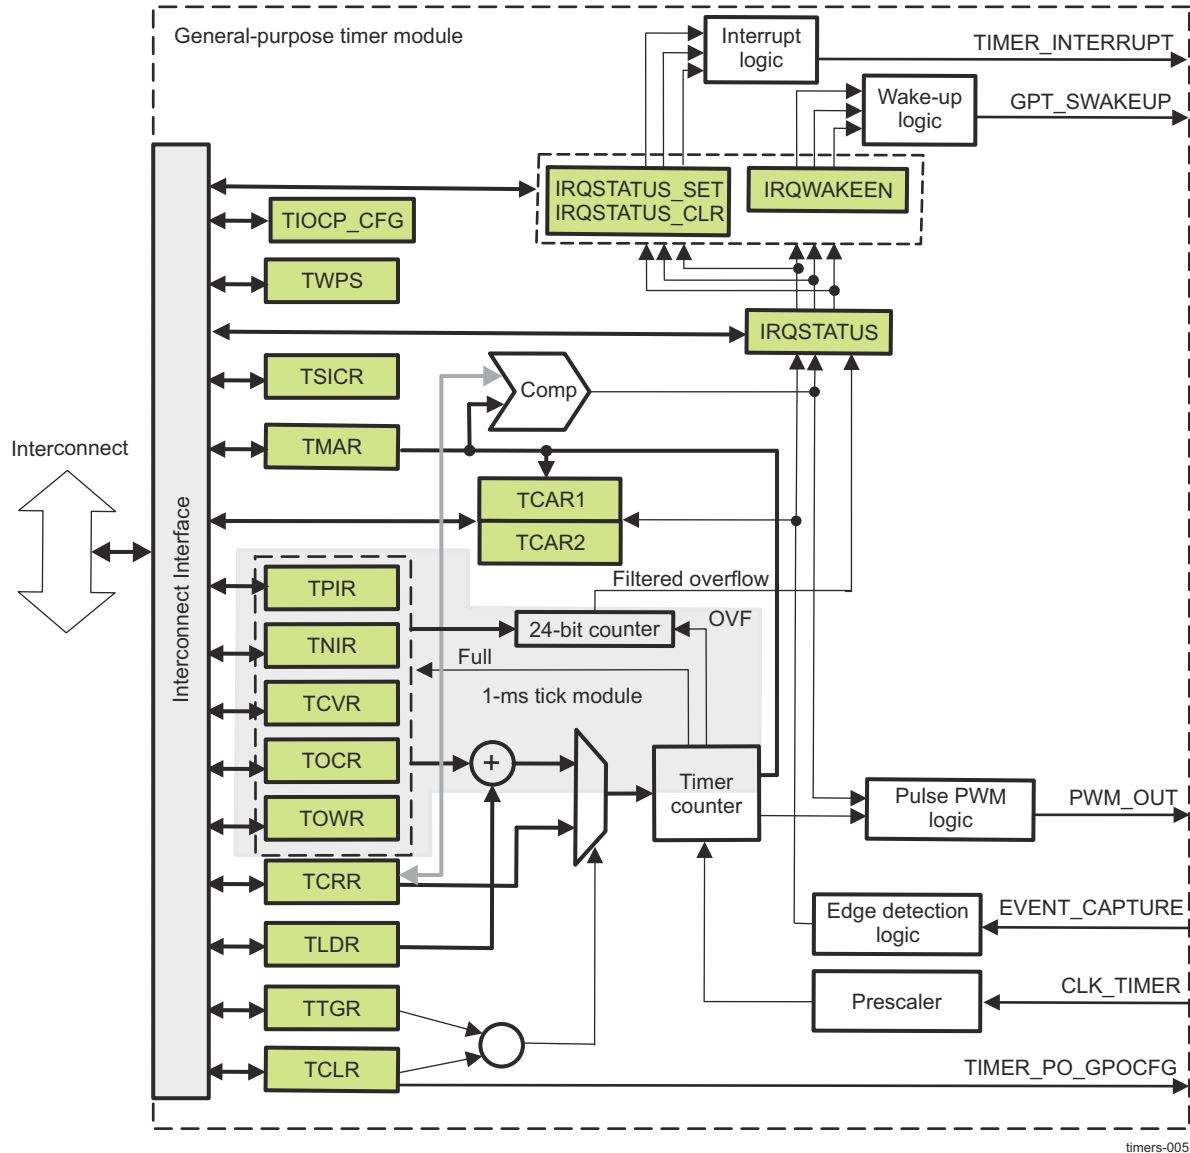 General-purpose timer module
Interrupt
logic
TIMER_INTERRUPT
Wake-up
logic
GPT_SWAKEUP
IRQSTATUS_SET
IRQSTATUS_CLR
IRQWAKEEN
TIOCP_CFG
TWPS
IRQSTATUS
TSICR
Comp
TMAR
Interconnect
Interconnect Interface
TCAR1
TCAR2
Filtered overflow
TPIR
24-bit counter
OVF
TNIR
Full
1-ms tick module
TCVR
TOCR
+
Timer
counter
TOWR
Pulse PWM
logic
PWM_OUT
TCRR
Edge detection
logic
EVENT_CAPTURE
TLDR
Prescaler
CLK_TIMER
TTGR
TCLR
TIMER_PO_GPOCFG
timers-005